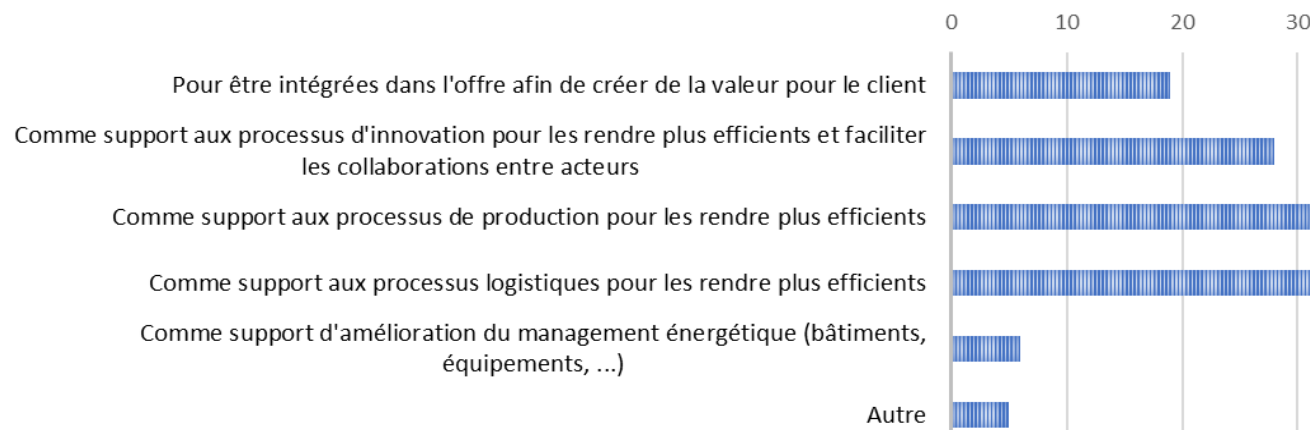 0 10 20 30
Pour être intégrées dans l'offre afin de créer de la valeur pour le client
Comme support aux processus d'innovation pour les rendre plus efficients et faciliter
les collaborations entre acteurs
Comme support aux processus de production pour les rendre plus efficients
Comme support aux processus logistiques pour les rendre plus efficients
Comme support d'amélioration du management énergétique (bâtiments,
équipements, ...)
Autre